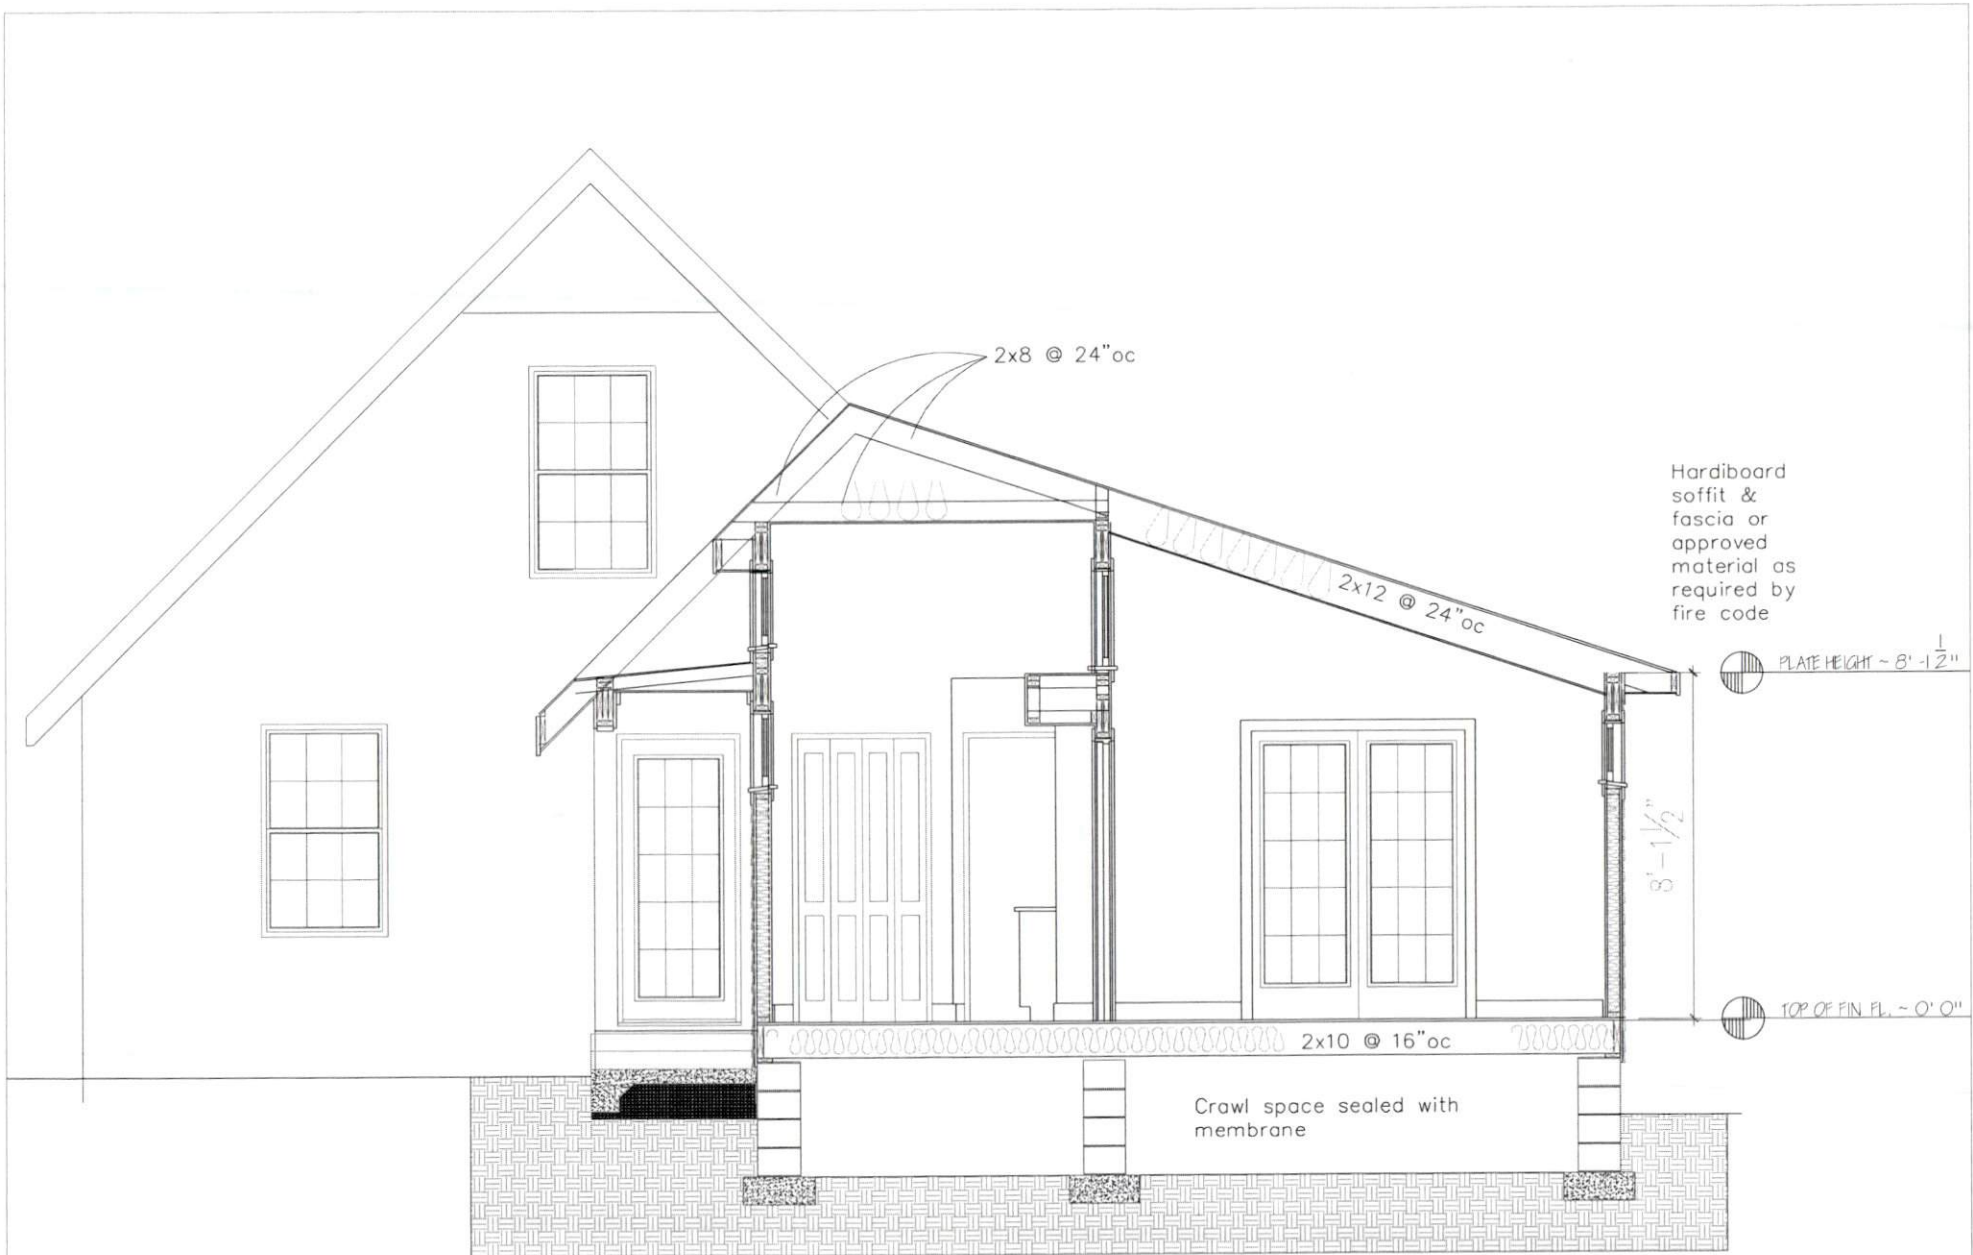 2x8 @ 24"oc
Hardiboard
soffit &
fascia or
approved
material as
required by
fire code
2x12 @ 24"oc
PLATE HEIGHT ~ 8'-1 1/2"
8'-1 1/2"
TOP OF FIN. FL. ~ 0' 0"
2x10 @ 16"oc
Crawl space sealed with
membrane